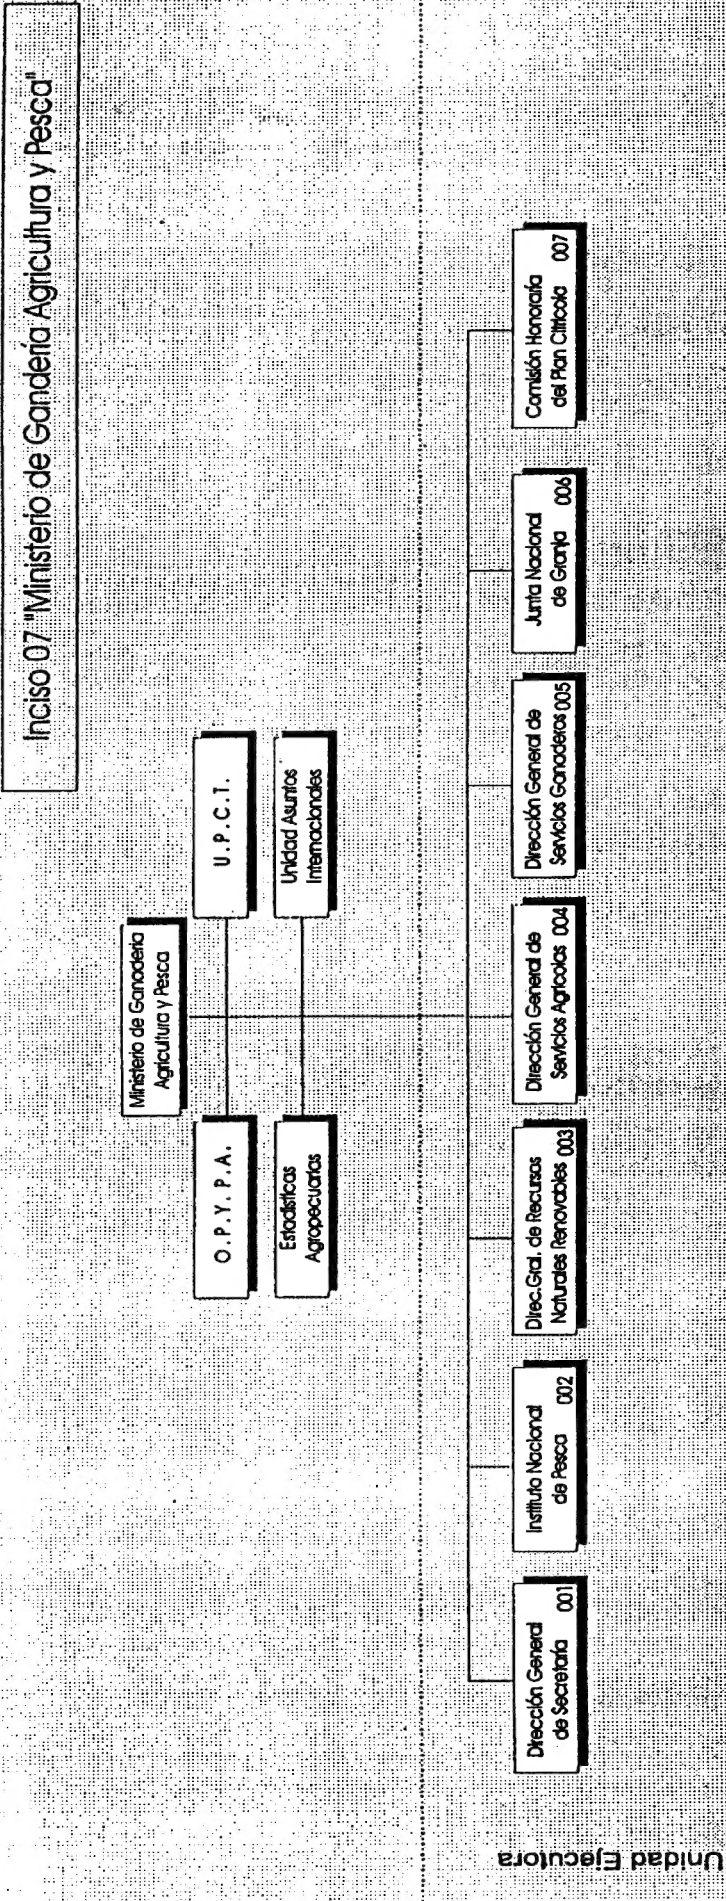 Inciso 07 "Ministerio de Gandería Agricultura y Pesca"
Ministerio de Ganadería
Agricultura y Pesca
O.P.Y.P.A.
U.P.C.T.
Estadísticas
Agropecuarias
Unidad Asuntos
Internacionales
Unidad Ejecutora
Dirección General
de Secretaría 001
Instituto Nacional
de Pesca 002
Direc.Gral. de Recursos
Naturales Renovables 003
Dirección General de
Servicios Agrícolas 004
Dirección General de
Servicios Ganaderos 005
Junta Nacional
de Granja 006
Comisión Honoraria
del Plan Citrícola 007